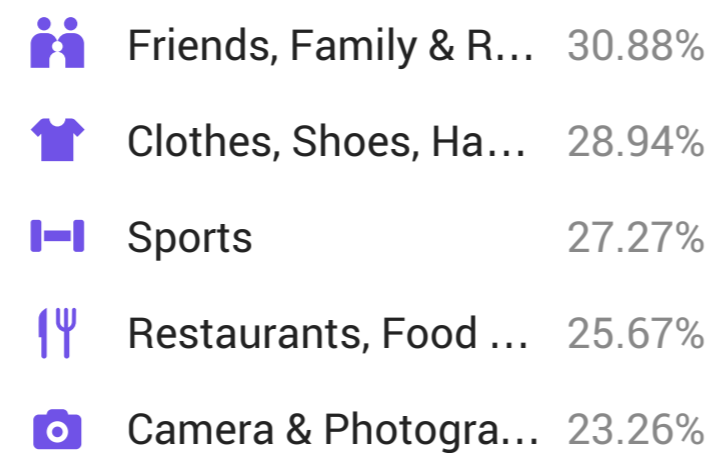 Friends, Family & R... 30.88%
Clothes, Shoes, Ha... 28.94%
Sports 27.27%
Restaurants, Food ... 25.67%
Camera & Photogra... 23.26%